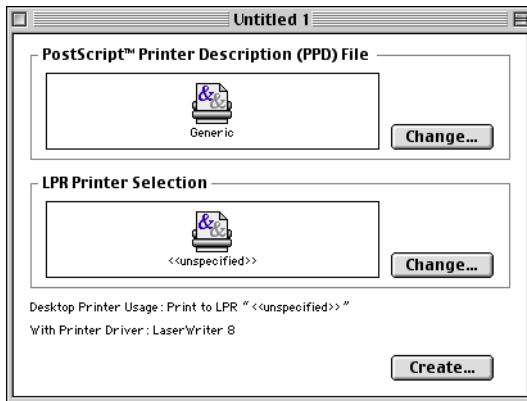 Untitled 1
PostScript™ Printer Description (PPD) File
Generic
Change...
LPR Printer Selection
<<unspecified>>
Change...
Desktop Printer Usage: Print to LPR “<<unspecified>>”
With Printer Driver: LaserWriter 8
Create...